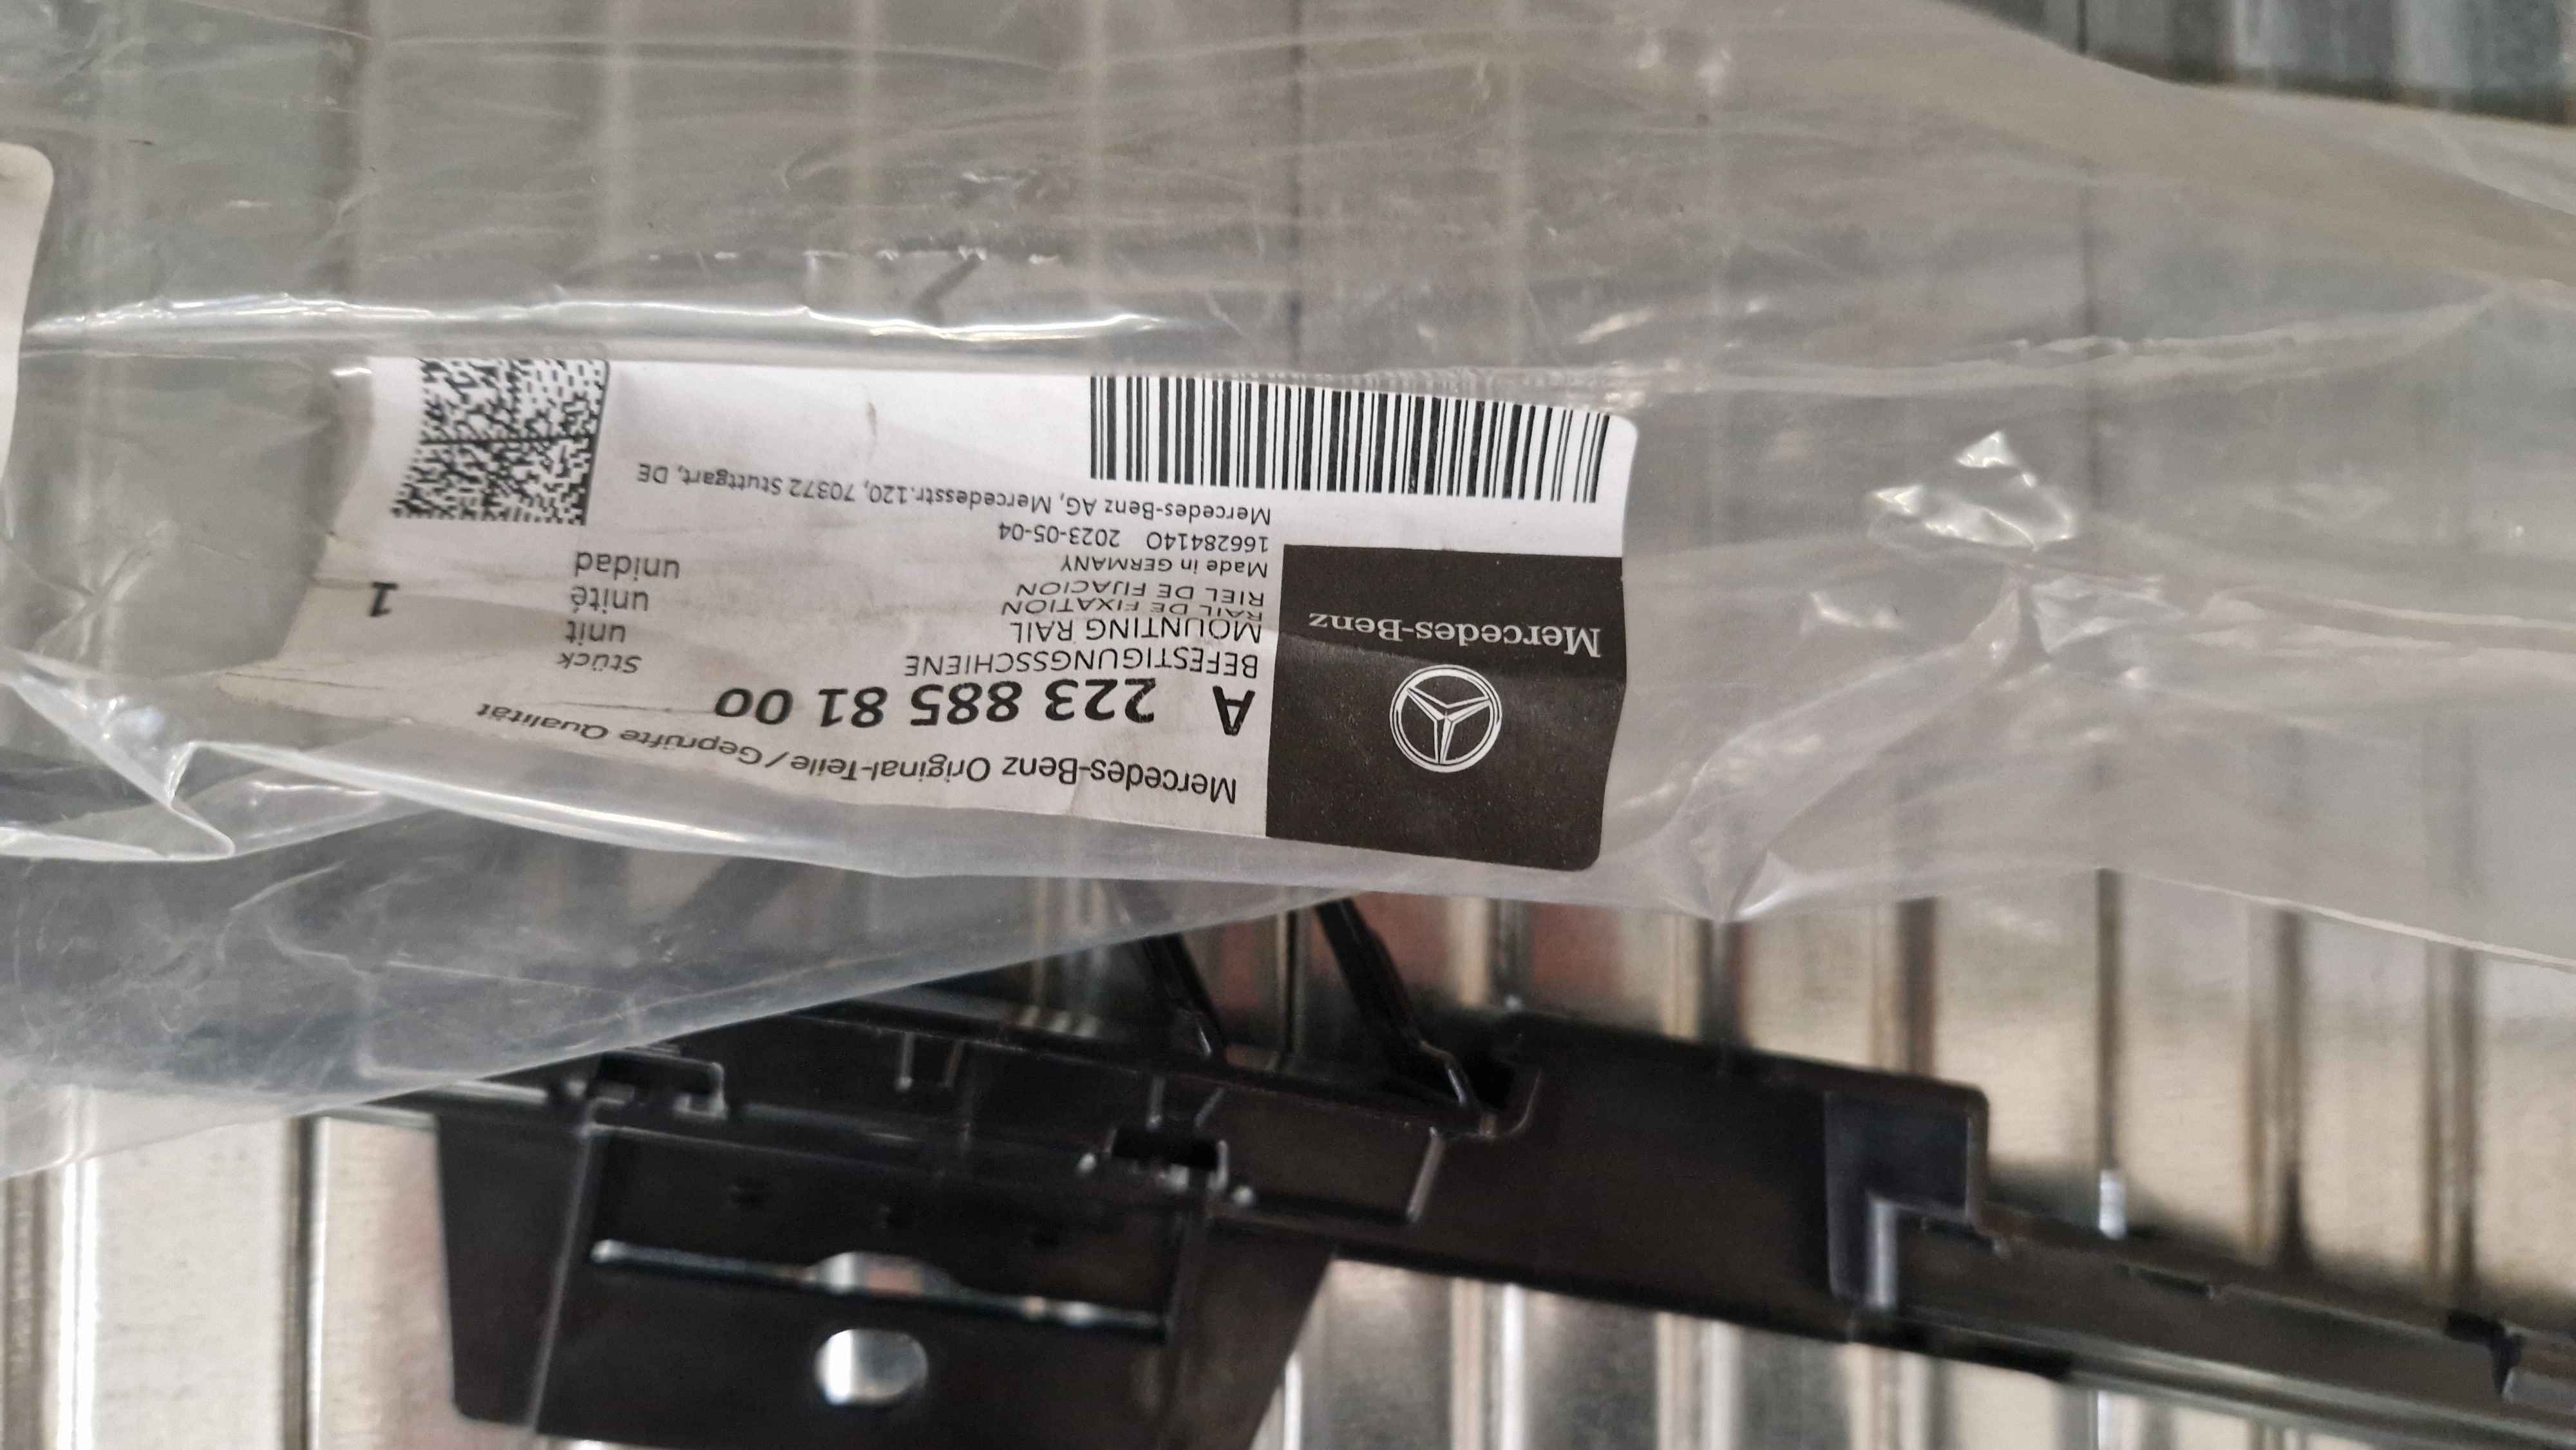 Mercedes-Benz Original-Teile / Geprüfte Qualität
A 223 885 81 00
BEFESTIGUNGSSCHIENE
MOUNTING RAIL
RAIL DE FIXATION
RIEL DE FIJACION
Made in GERMANY
166284140 2023-05-04
Mercedes-Benz AG, Mercedesstr.120, 70372 Stuttgart, DE
Stück
unit
unité
unidad
1
Mercedes-Benz